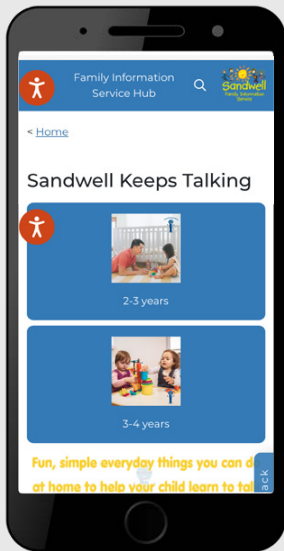 Family Information
Service Hub
Sandwell
Family Information
Service
< Home
Sandwell Keeps Talking
2-3 years
3-4 years
Fun, simple everyday things you can d
at home to help your child learn to tal
ack